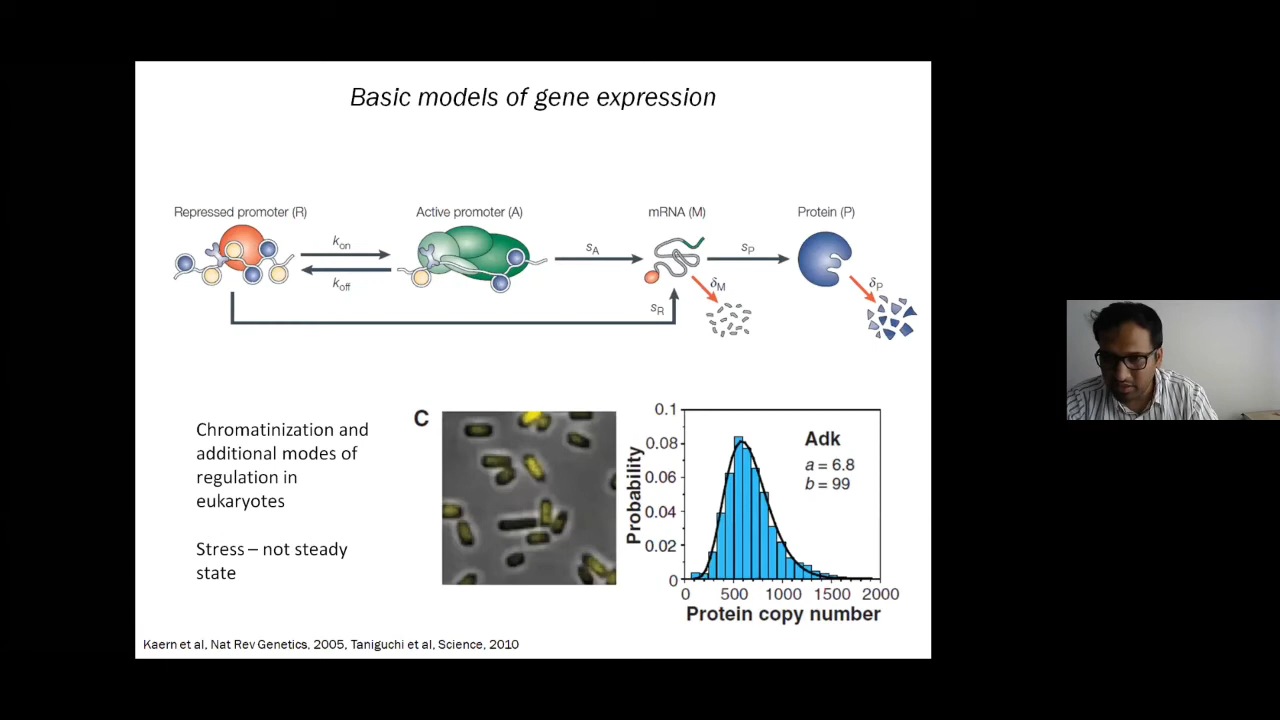 Basic models of gene expression
Repressed promoter (R)
Active promoter (A)
mRNA (M)
Protein (P)
kon
koff
sA
sP
δM
δP
sR
Chromatinization and
additional modes of
regulation in
eukaryotes
Stress – not steady
state
C
Probability
0.1
0.08
0.06
0.04
0.02
0
Adk
a = 6.8
b = 99
0 500 1000 1500 2000
Protein copy number
Kaern et al, Nat Rev Genetics, 2005, Taniguchi et al, Science, 2010